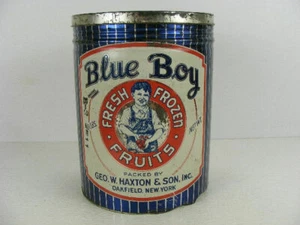 Blue Boy
FRESH FROZEN
FRUITS
PACKED BY
GEO. W. HAXTON & SON, INC.
OAKFIELD, NEW YORK